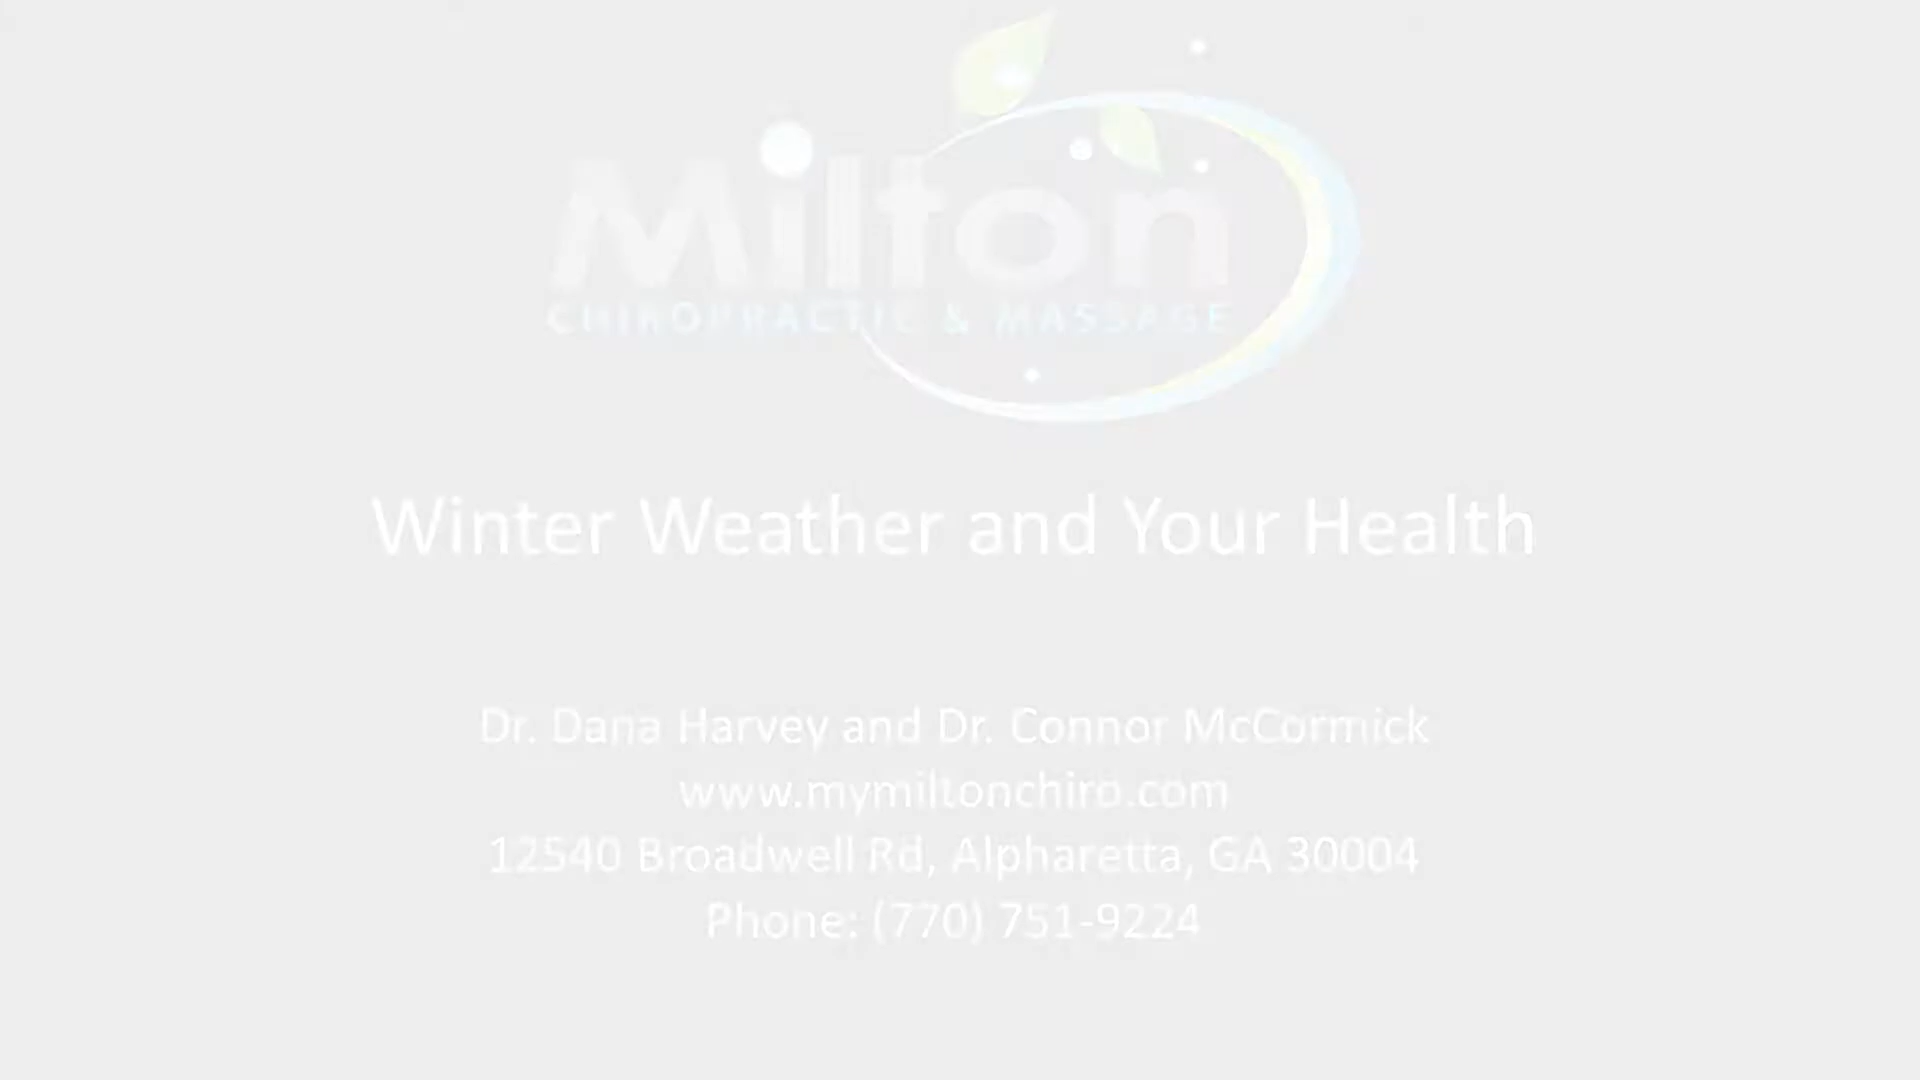 Milton
CHIROPRACTIC & MASSAGE
Winter Weather and Your Health
Dr. Dana Harvey and Dr. Connor McCormick
www.mymiltonchiro.com
12540 Broadwell Rd, Alpharetta, GA 30004
Phone: (770) 751-9224